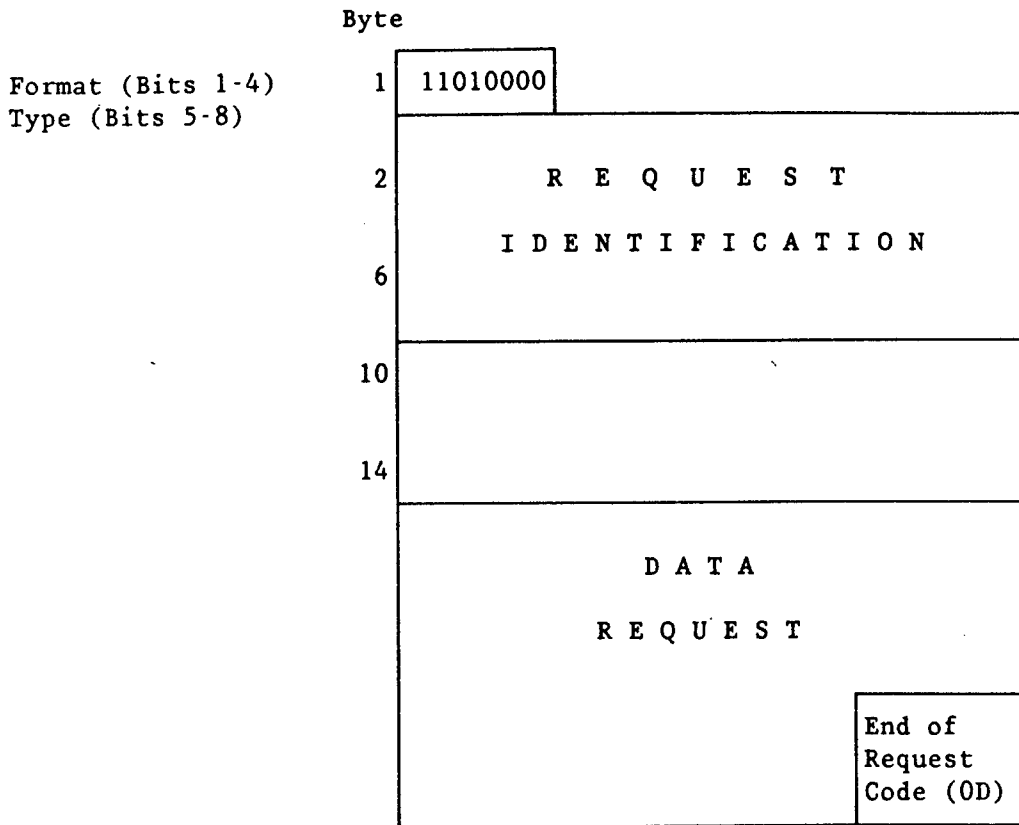 Byte
Format (Bits 1-4)
Type (Bits 5-8)
1
11010000
2
R E Q U E S T
I D E N T I F I C A T I O N
6
10
14
D A T A
R E Q U E S T
End of
Request
Code (0D)